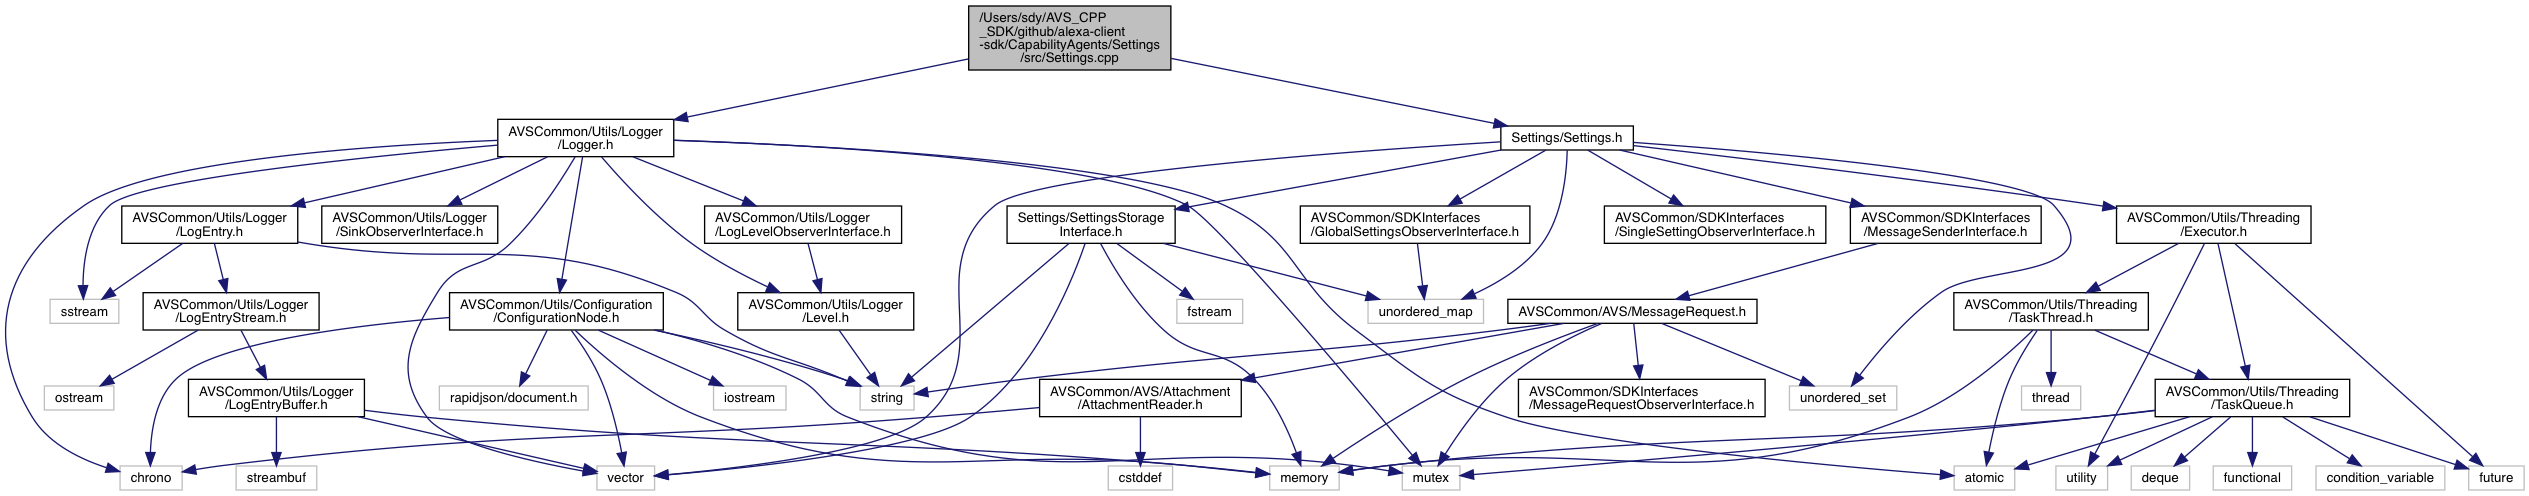 /Users/sdy/AVS_CPP
_SDK/github/alexa-client
-sdk/CapabilityAgents/Settings
/src/Settings.cpp
AVSCommon/Utils/Logger
/Logger.h
Settings/Settings.h
AVSCommon/Utils/Logger
/LogEntry.h
AVSCommon/Utils/Logger
/SinkObserverInterface.h
AVSCommon/Utils/Logger
/LogLevelObserverInterface.h
Settings/SettingsStorage
Interface.h
AVSCommon/SDKInterfaces
/GlobalSettingsObserverInterface.h
AVSCommon/SDKInterfaces
/SingleSettingObserverInterface.h
AVSCommon/SDKInterfaces
/MessageSenderInterface.h
AVSCommon/Utils/Threading
/Executor.h
sstream
AVSCommon/Utils/Logger
/LogEntryStream.h
AVSCommon/Utils/Configuration
/ConfigurationNode.h
AVSCommon/Utils/Logger
/Level.h
fstream
unordered_map
AVSCommon/AVS/MessageRequest.h
AVSCommon/Utils/Threading
/TaskThread.h
ostream
AVSCommon/Utils/Logger
/LogEntryBuffer.h
rapidjson/document.h
iostream
string
AVSCommon/AVS/Attachment
/AttachmentReader.h
AVSCommon/SDKInterfaces
/MessageRequestObserverInterface.h
unordered_set
thread
AVSCommon/Utils/Threading
/TaskQueue.h
chrono
streambuf
vector
cstddef
memory
mutex
atomic
utility
deque
functional
condition_variable
future